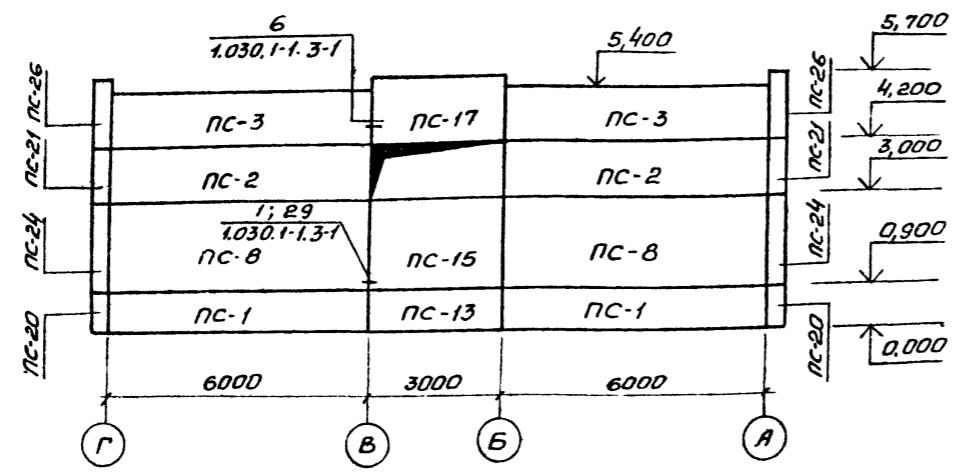 6
1.030.1-1.3-1
5,400
5,700
ПС-26
ПС-3
ПС-17
ПС-3
ПС-26
4,200
ПС-21
ПС-2
ПС-2
ПС-21
3,000
1; 29
1.030.1-1.3-1
ПС-24
ПС-8
ПС-15
ПС-8
ПС-24
0,900
ПС-20
ПС-1
ПС-13
ПС-1
ПС-20
0.000
6000
3000
6000
Г
В
Б
А